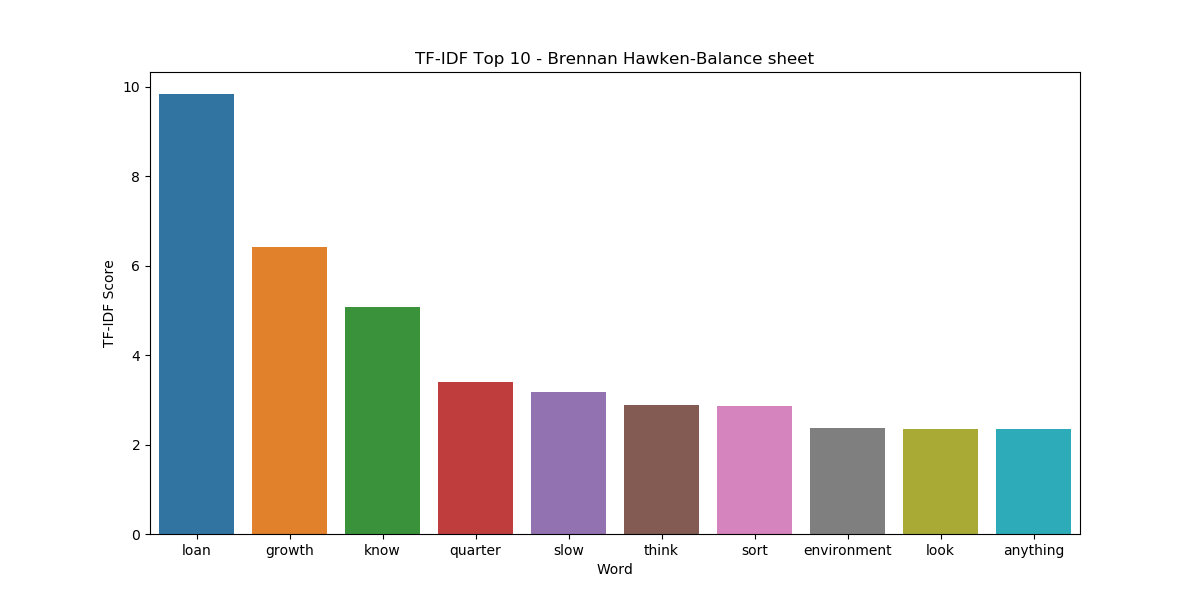 TF-IDF Top 10 - Brennan Hawken-Balance sheet
10
8
6
4
2
0
TF-IDF Score
loan growth know quarter slow think sort environment look anything
Word